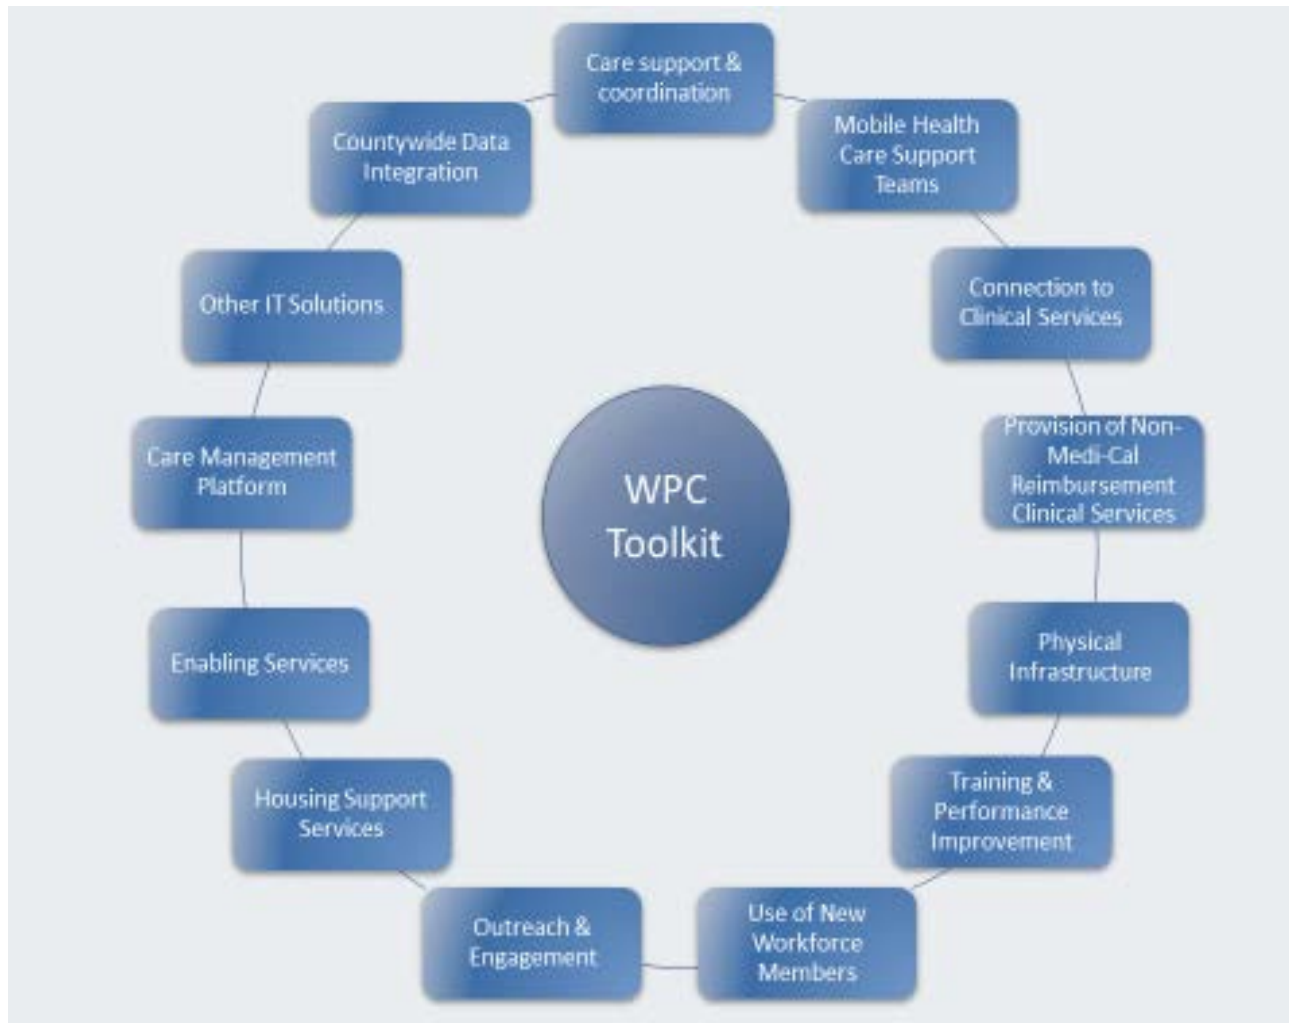 Care support &
coordination
Mobile Health
Care Support
Teams
Connection to
Clinical Services
Provision of Non-
Medi-Cal
Reimbursement
Clinical Services
Physical
Infrastructure
Training &
Performance
Improvement
Use of New
Workforce
Members
Outreach &
Engagement
Housing Support
Services
Enabling Services
Care Management
Platform
Other IT Solutions
Countywide Data
Integration
WPC
Toolkit